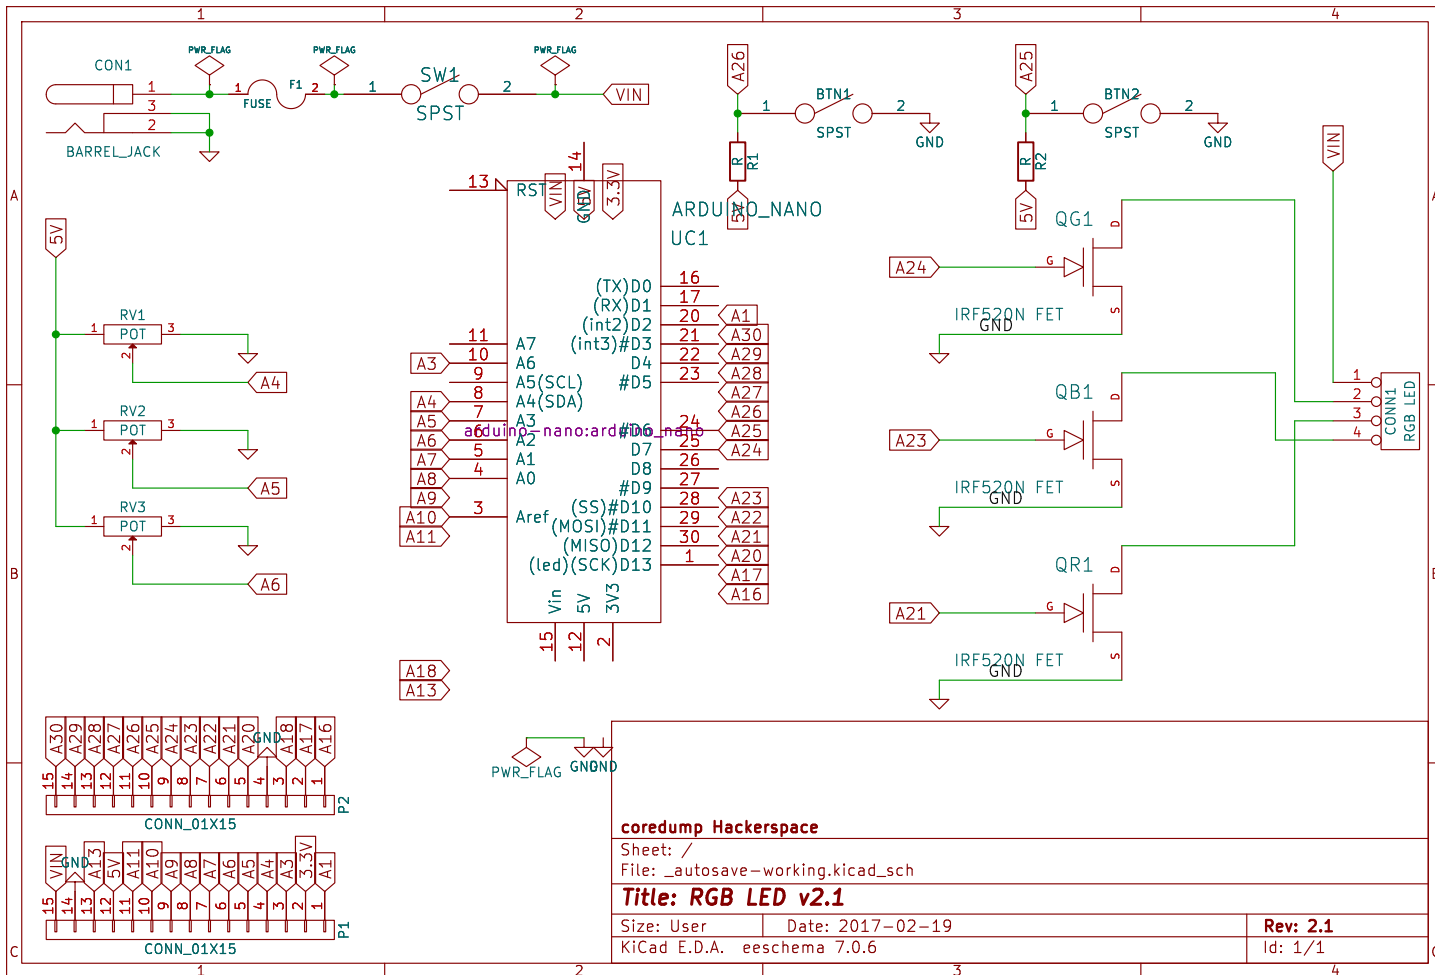 1 2 3 4
PWR_FLAG PWR_FLAG PWR_FLAG
CON1 1 3 2 BARREL_JACK
1 F1 2 FUSE
1 SW1 2 SPST
VIN
A26 1 BTN1 2 SPST GND
R R1 5V
A25 1 BTN2 2 SPST GND
R R2 5V
VIN
A A
5V
RV1 1 POT 3 2 A4
RV2 1 POT 3 2 A5
RV3 1 POT 3 2 A6
14
13 RST VIN GND 5V 3.3V
ARDUINO_NANO
UC1
(TX)D0 16
(RX)D1 17
(int2)D2 20
(int3)#D3 21
D4 22
#D5 23
#D6 24
D7 25
D8 26
#D9 27
(SS)#D10 28
(MOSI)#D11 29
(MISO)D12 30
(led)(SCK)D13 1
11 A7
10 A6
9 A5(SCL)
8 A4(SDA)
7 A3
6 A2
5 A1
4 A0
3 Aref
arduino-nano:arduino_nano
Vin 5V 3V3
15 12 2
A3
A4
A5
A6
A7
A8
A9
A10
A11
A18
A13
A1
A30
A29
A28
A27
A26
A25
A24
A23
A22
A21
A20
A17
A16
A24 G QG1 D S
IRF520N FET
GND
A23 G QB1 D S
IRF520N FET
GND
A21 G QR1 D S
IRF520N FET
GND
1
2
3
4
CONN1
RGB LED
B B
A30 A29 A28 A27 A26 A25 A24 A23 A22 A21 A20 GND A18 A17 A16
15 14 13 12 11 10 9 8 7 6 5 4 3 2 1
P2
CONN_01X15
VIN GND A13 5V A11 A10 A9 A8 A7 A6 A5 A4 A3 3.3V A1
15 14 13 12 11 10 9 8 7 6 5 4 3 2 1
P1
CONN_01X15
PWR_FLAG GND GND
coredump Hackerspace
Sheet: /
File: _autosave-working.kicad_sch
Title: RGB LED v2.1
Size: User Date: 2017-02-19 Rev: 2.1
KiCad E.D.A. eeschema 7.0.6 Id: 1/1
C C
1 2 3 4